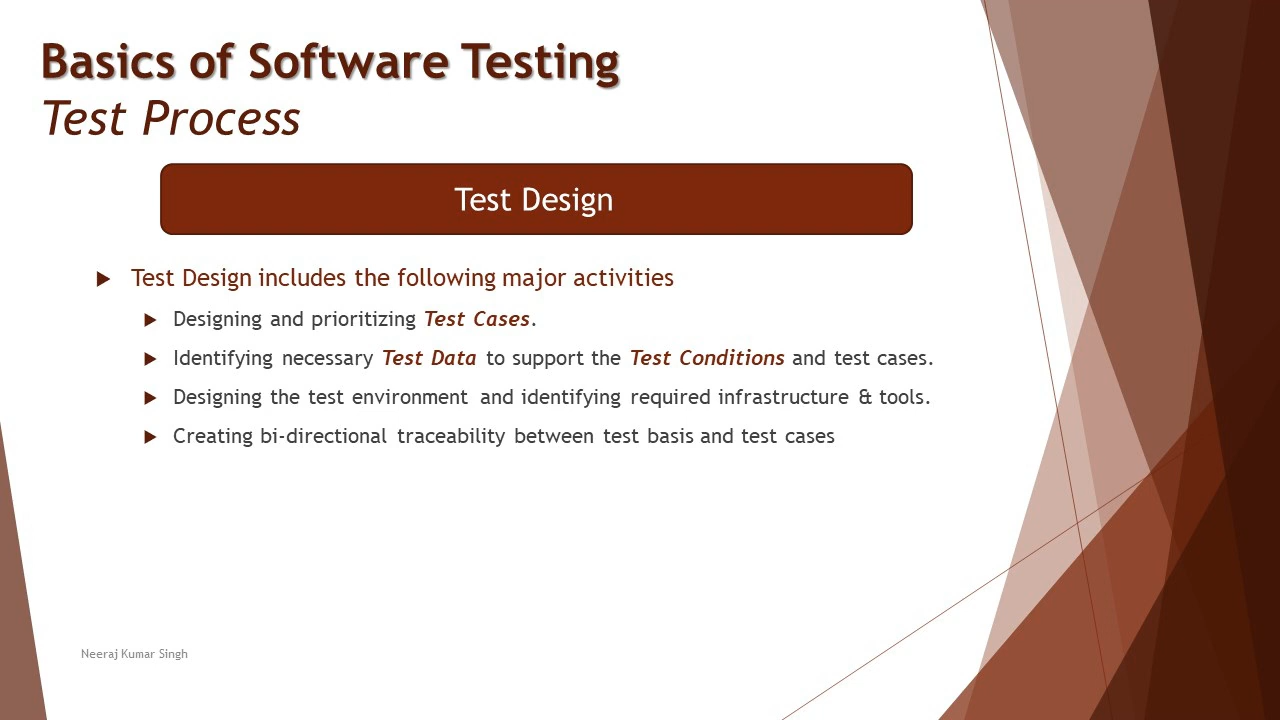 Basics of Software Testing
Test Process
Test Design
Test Design includes the following major activities
Designing and prioritizing Test Cases.
Identifying necessary Test Data to support the Test Conditions and test cases.
Designing the test environment and identifying required infrastructure & tools.
Creating bi-directional traceability between test basis and test cases
Neeraj Kumar Singh